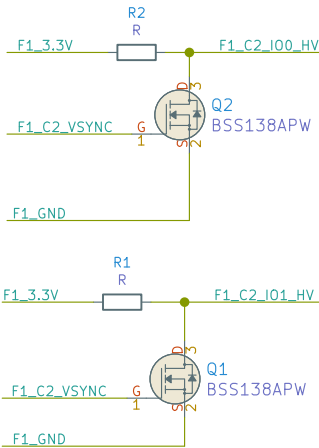 R2
R
F1_3.3V
F1_C2_IO0_HV
D
3
Q2
BSS138APW
F1_C2_VSYNC
G
1
S
2
F1_GND
R1
R
F1_3.3V
F1_C2_IO1_HV
D
3
Q1
BSS138APW
F1_C2_VSYNC
G
1
S
2
F1_GND